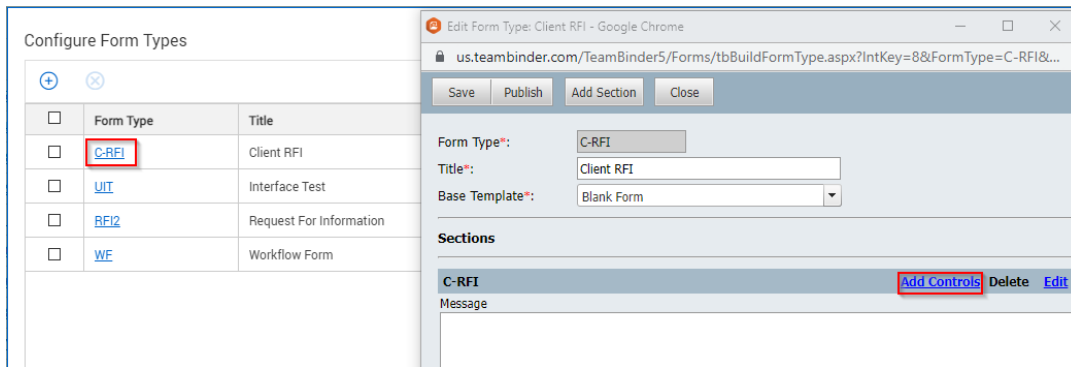 Configure Form Types
Form Type Title
C-RFI Client RFI
UIT Interface Test
RFI2 Request For Information
WF Workflow Form
Edit Form Type: Client RFI - Google Chrome
us.teambinder.com/TeamBinder5/Forms/tbBuildFormType.aspx?IntKey=8&FormType=C-RFI&...
Save Publish Add Section Close
Form Type*: C-RFI
Title*: Client RFI
Base Template*: Blank Form
Sections
C-RFI Add Controls Delete Edit
Message